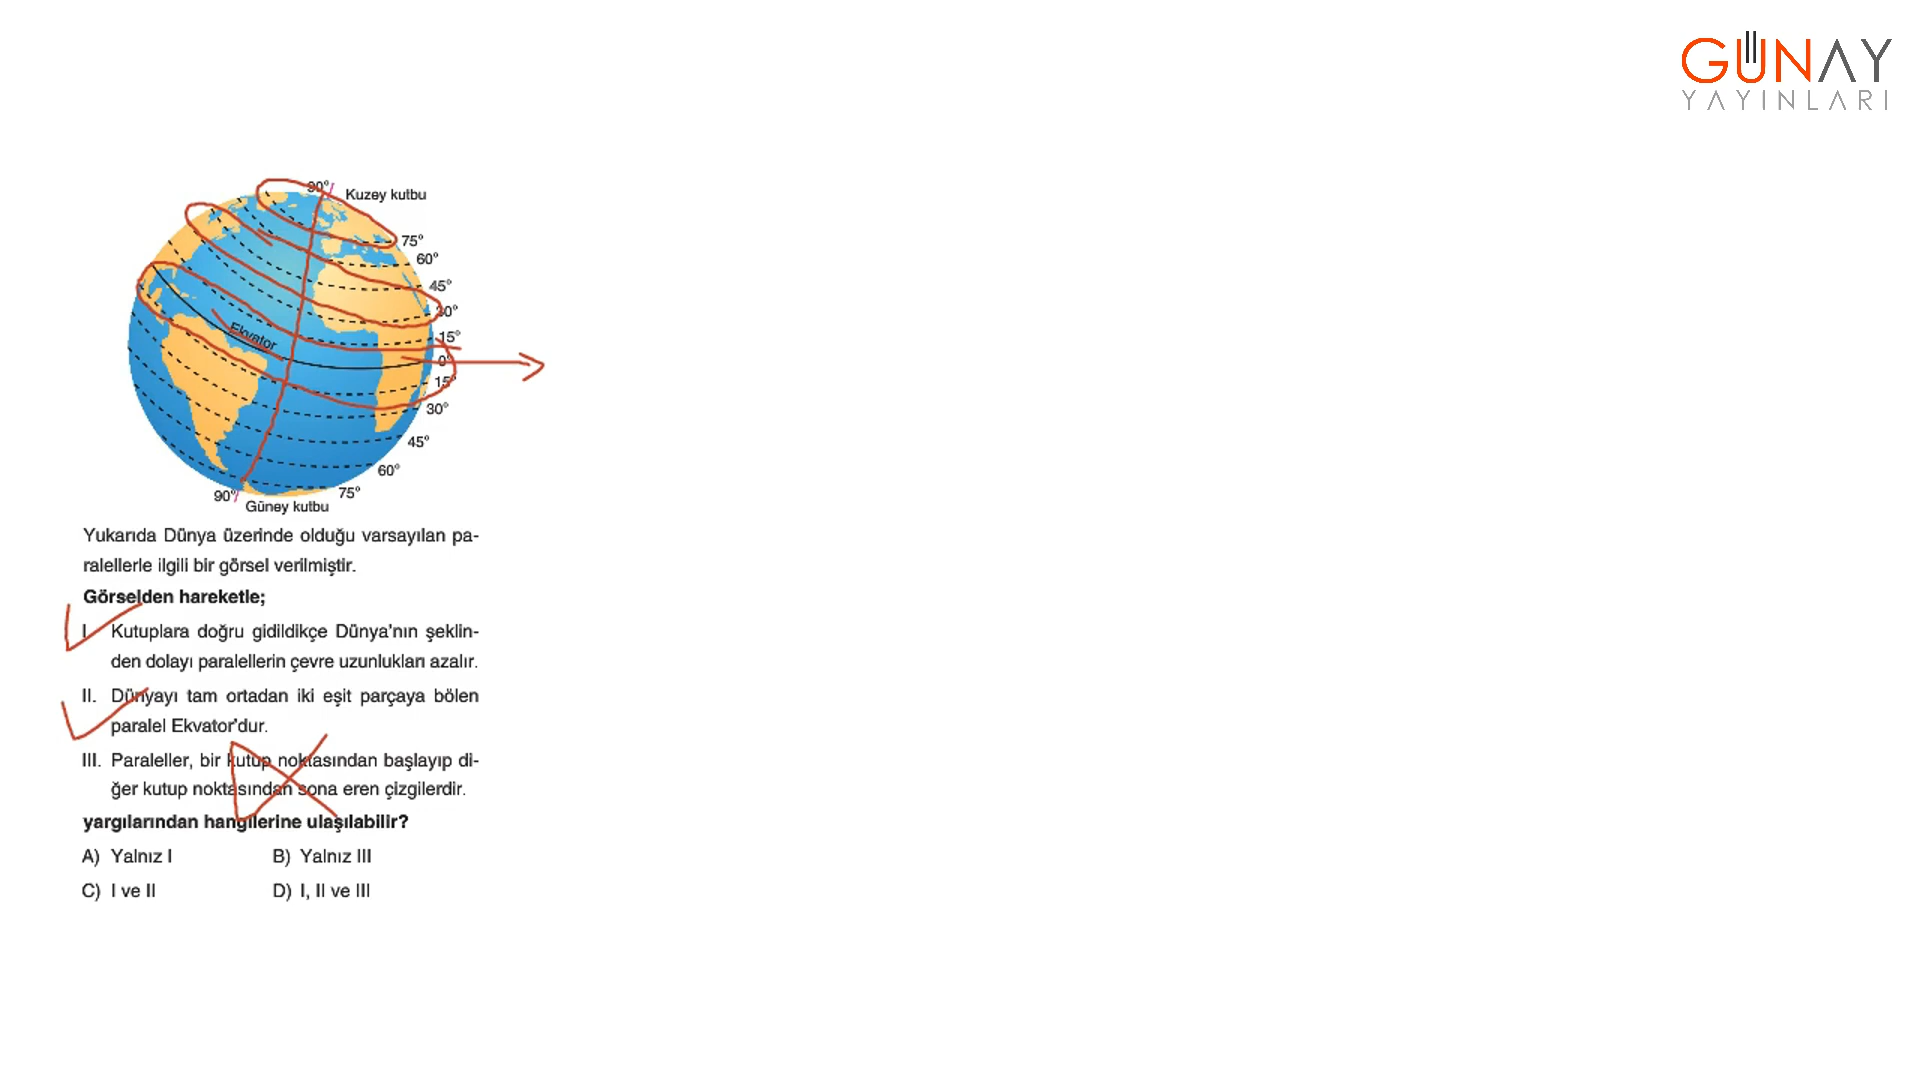 GÜNAY
YAYINLARI
90°
Kuzey kutbu
75°
60°
45°
30°
15°
Ekvator
0°
15°
30°
45°
60°
75°
90°
Güney kutbu
Yukarıda Dünya üzerinde olduğu varsayılan pa-
ralellerle ilgili bir görsel verilmiştir.
Görselden hareketle;
I. Kutuplara doğru gidildikçe Dünya'nın şeklin-
den dolayı paralellerin çevre uzunlukları azalır.
II. Dünyayı tam ortadan iki eşit parçaya bölen
paralel Ekvator'dur.
III. Paraleller, bir kutup noktasından başlayıp di-
ğer kutup noktasından sona eren çizgilerdir.
yargılarından hangilerine ulaşılabilir?
A) Yalnız I B) Yalnız III
C) I ve II D) I, II ve III